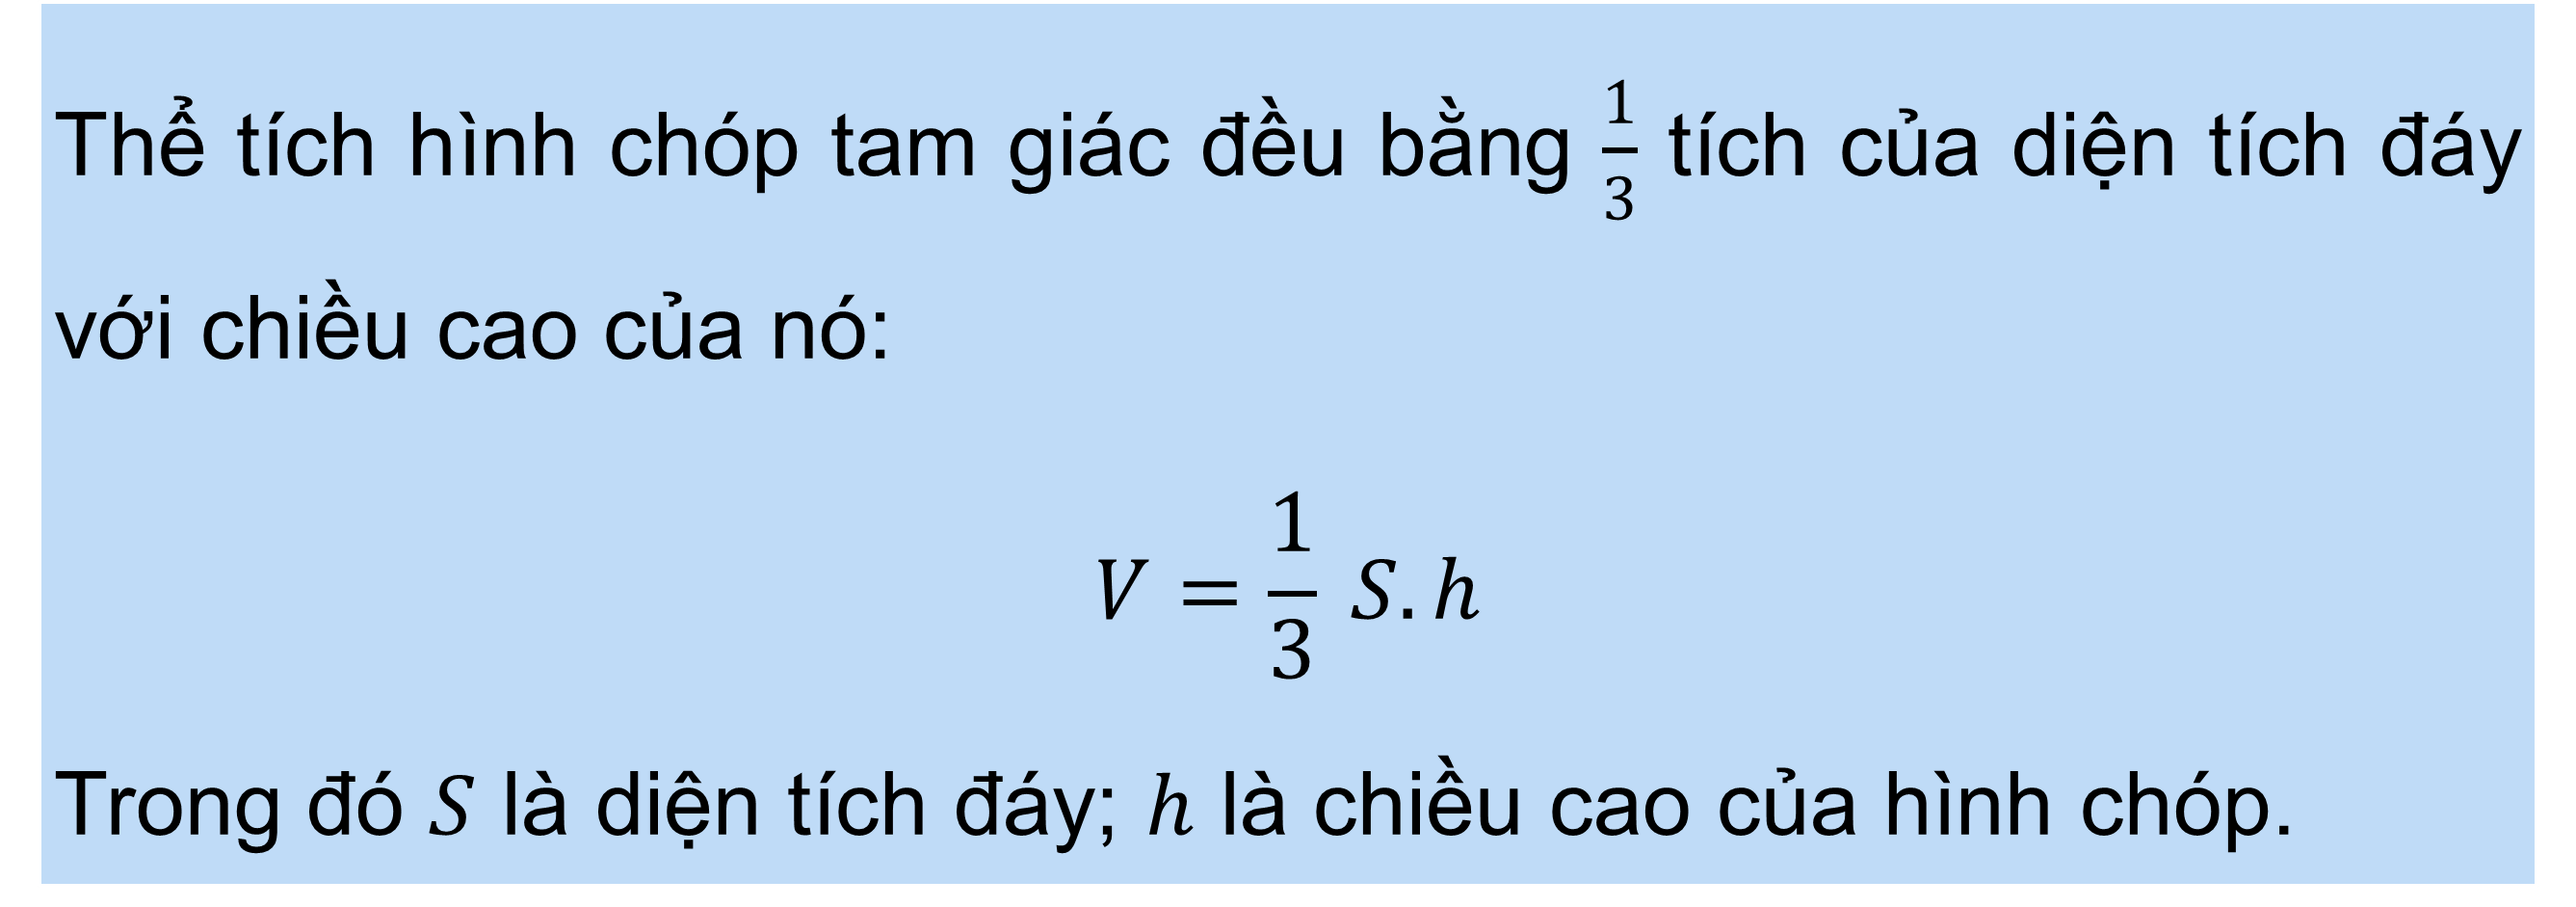 Thể tích hình chóp tam giác đều bằng 1/3 tích của diện tích đáy
với chiều cao của nó:
V = 1/3 S.h
Trong đó S là diện tích đáy; h là chiều cao của hình chóp.